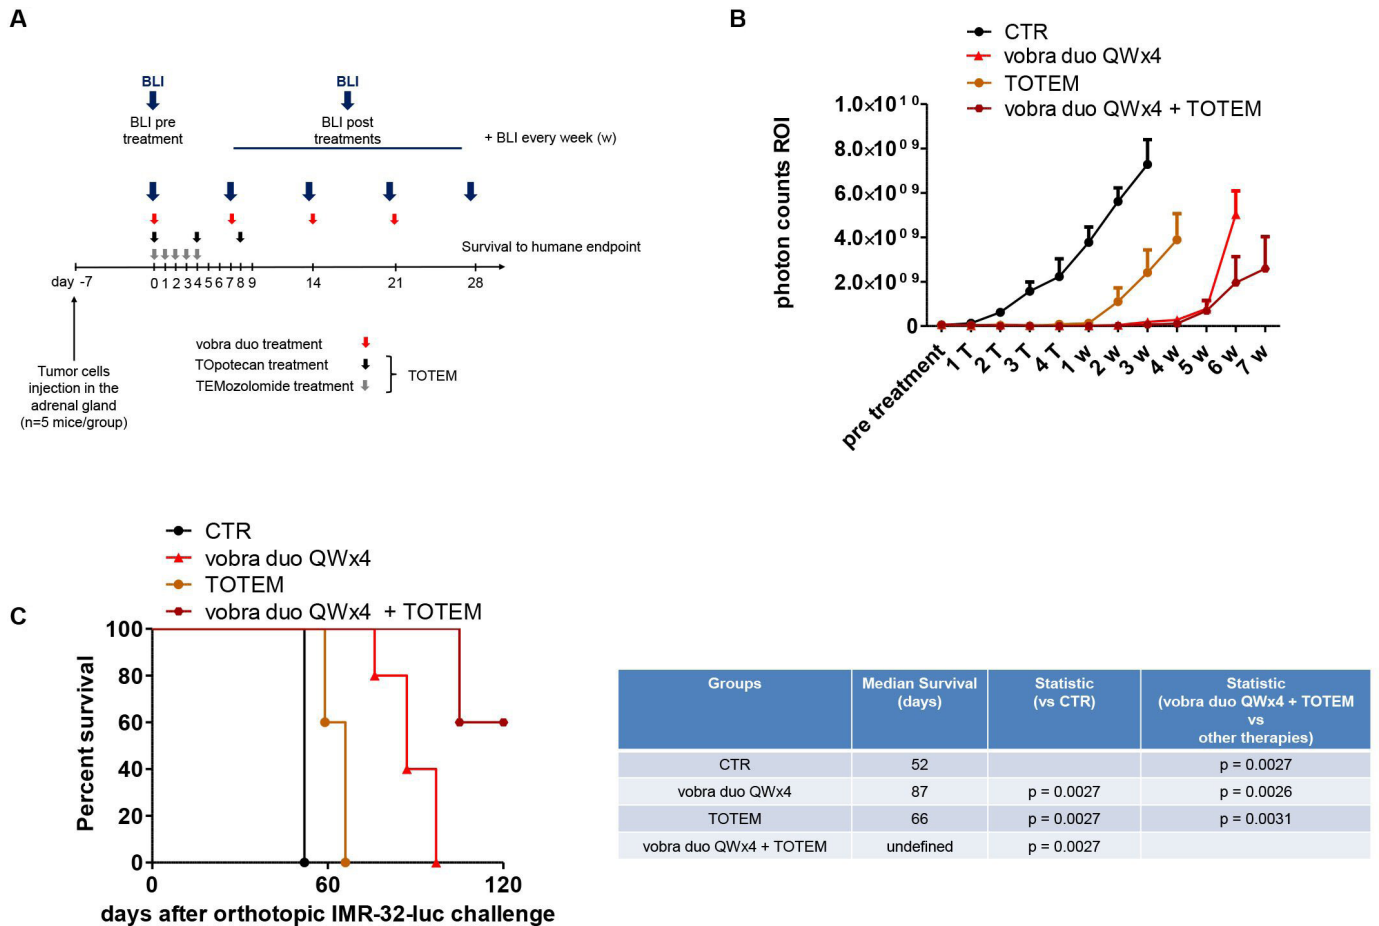 A
BLI
BLI
BLI pre
treatment
BLI post
treatments
+ BLI every week (w)
Survival to humane endpoint
day -7 0 1 2 3 4 5 6 7 8 9 14 21 28
Tumor cells
injection in the
adrenal gland
(n=5 mice/group)
vobra duo treatment
TOpotecan treatment
TEMozolomide treatment
TOTEM
B
CTR
vobra duo QWx4
TOTEM
vobra duo QWx4 + TOTEM
photon counts ROI
1.0×10¹⁰
8.0×10⁰⁹
6.0×10⁰⁹
4.0×10⁰⁹
2.0×10⁰⁹
0
pre treatment 1 T 2 T 3 T 4 T 1 w 2 w 3 w 4 w 5 w 6 w 7 w
C
CTR
vobra duo QWx4
TOTEM
vobra duo QWx4 + TOTEM
Percent survival
100
80
60
40
20
0
0 60 120
days after orthotopic IMR-32-luc challenge
Groups Median Survival (days) Statistic (vs CTR) Statistic (vobra duo QWx4 + TOTEM vs other therapies)
CTR 52 p = 0.0027
vobra duo QWx4 87 p = 0.0027 p = 0.0026
TOTEM 66 p = 0.0027 p = 0.0031
vobra duo QWx4 + TOTEM undefined p = 0.0027